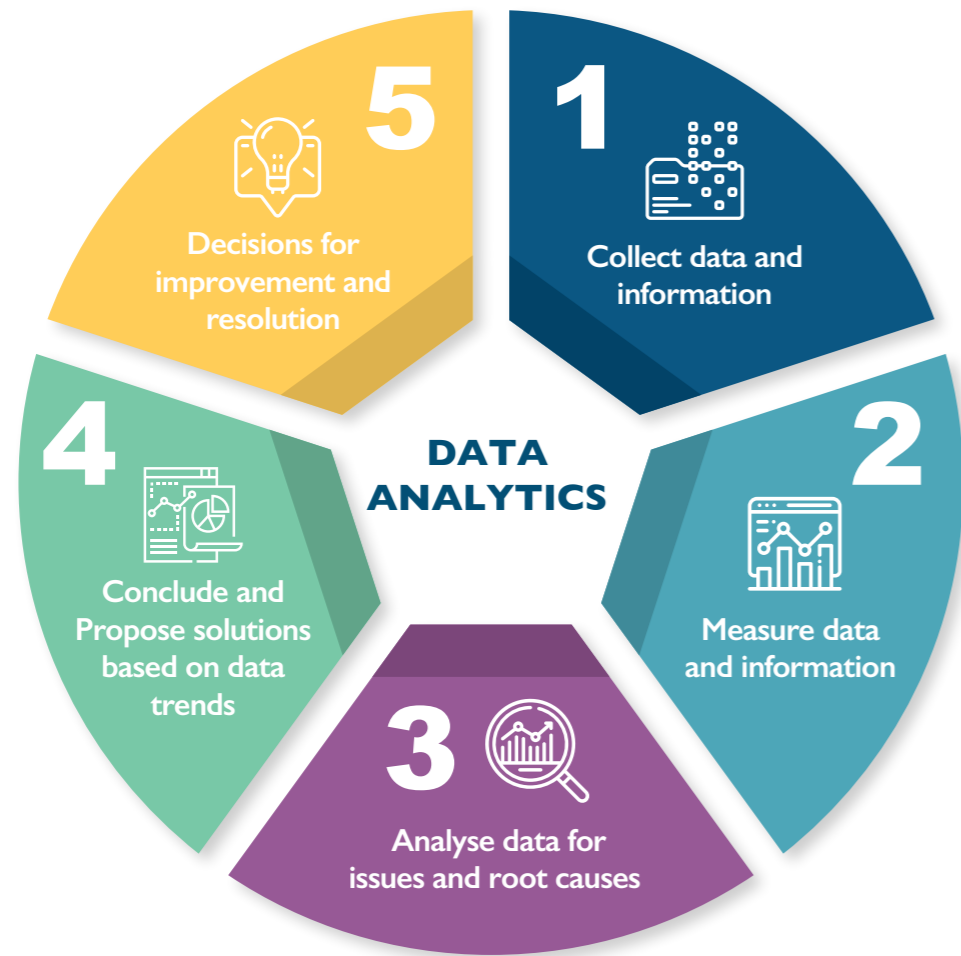 DATA
ANALYTICS
1
Collect data and
information
2
Measure data
and information
3
Analyse data for
issues and root causes
4
Conclude and
Propose solutions
based on data
trends
5
Decisions for
improvement and
resolution